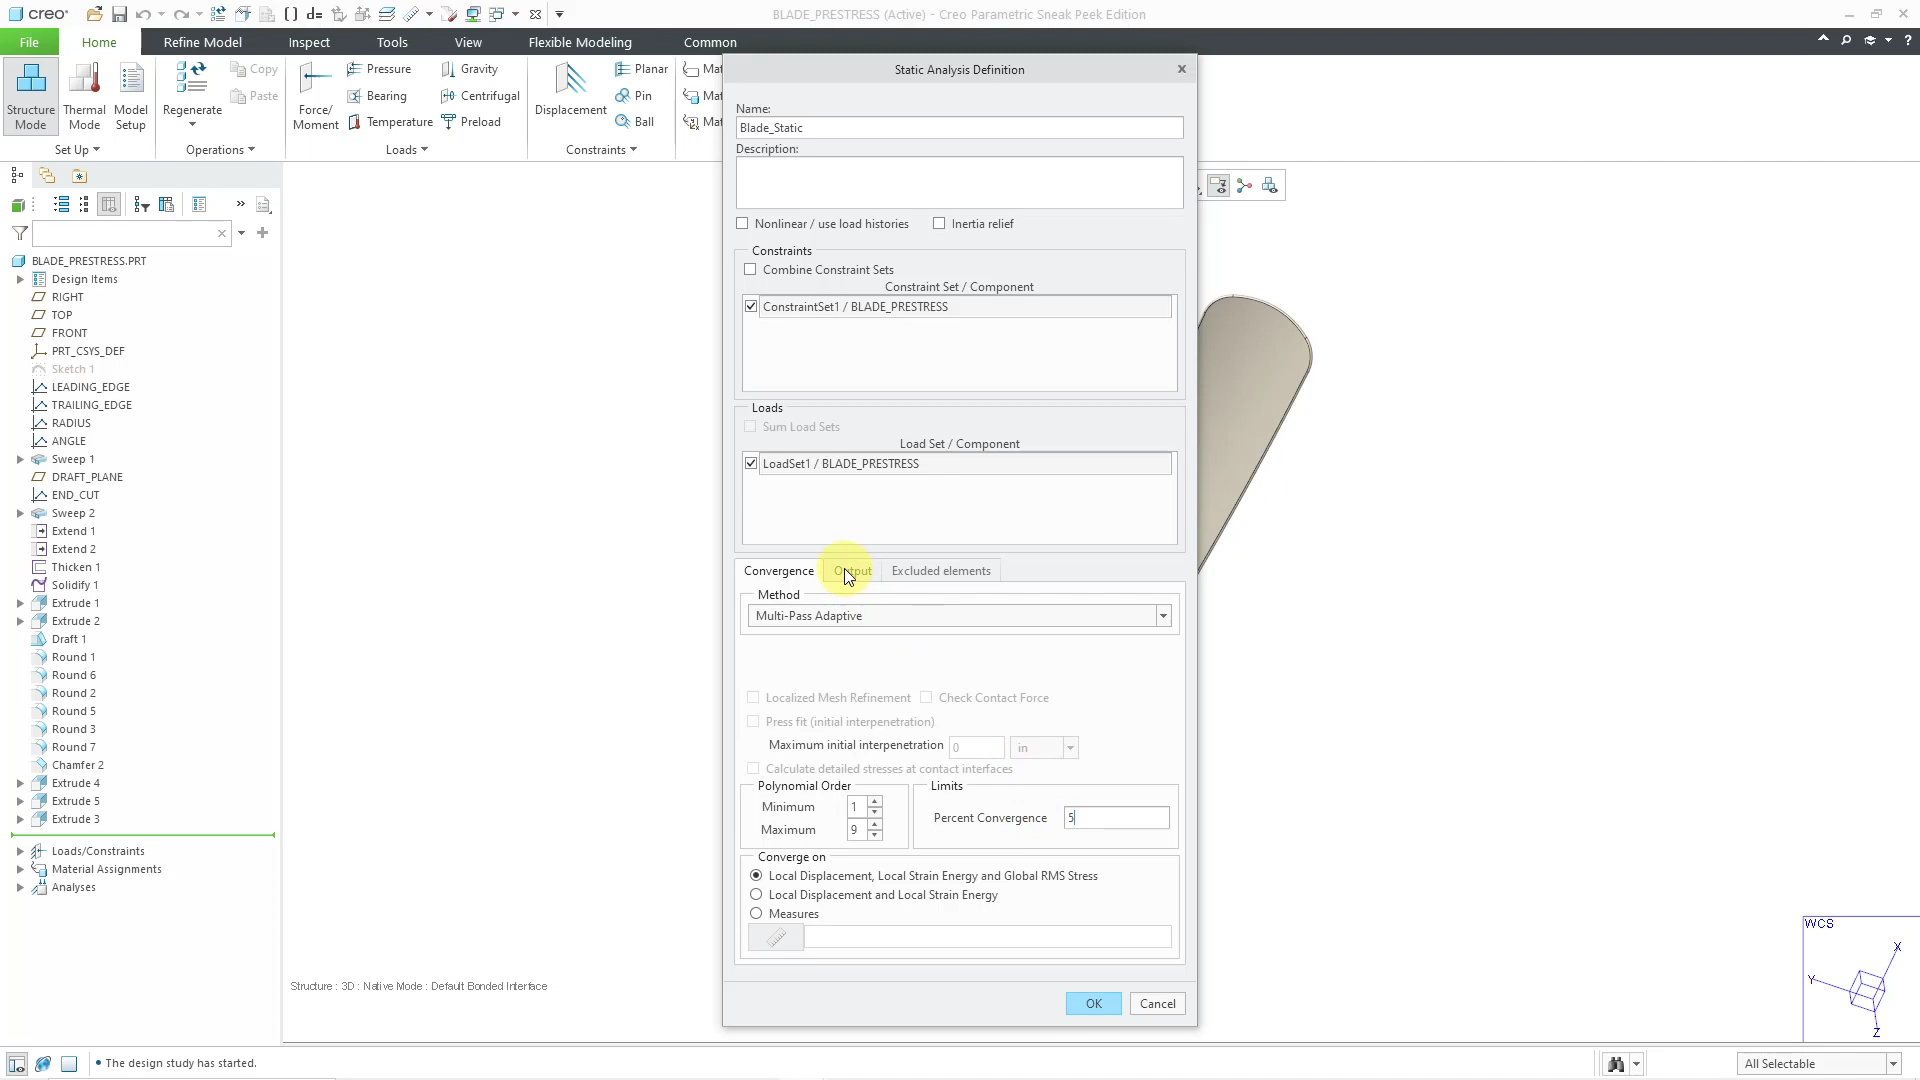 creo
BLADE_PRESTRESS (Active) - Creo Parametric Sneak Peek Edition
File
Home
Refine Model
Inspect
Tools
View
Flexible Modeling
Common
Structure Mode
Thermal Mode
Model Setup
Set Up
Regenerate
Copy
Paste
Operations
Force/ Moment
Pressure
Bearing
Temperature
Gravity
Centrifugal
Preload
Loads
Displacement
Planar
Pin
Ball
Constraints
BLADE_PRESTRESS.PRT
Design Items
RIGHT
TOP
FRONT
PRT_CSYS_DEF
Sketch 1
LEADING_EDGE
TRAILING_EDGE
RADIUS
ANGLE
Sweep 1
DRAFT_PLANE
END_CUT
Sweep 2
Extend 1
Extend 2
Thicken 1
Solidify 1
Extrude 1
Extrude 2
Draft 1
Round 1
Round 6
Round 2
Round 5
Round 3
Round 7
Chamfer 2
Extrude 4
Extrude 5
Extrude 3
Loads/Constraints
Material Assignments
Analyses
Static Analysis Definition
Name:
Blade_Static
Description:
Nonlinear / use load histories
Inertia relief
Constraints
Combine Constraint Sets
Constraint Set / Component
ConstraintSet1 / BLADE_PRESTRESS
Loads
Sum Load Sets
Load Set / Component
LoadSet1 / BLADE_PRESTRESS
Convergence
Output
Excluded elements
Method
Multi-Pass Adaptive
Localized Mesh Refinement
Check Contact Force
Press fit (initial interpenetration)
Maximum initial interpenetration
0
in
Calculate detailed stresses at contact interfaces
Polynomial Order
Minimum
1
Maximum
9
Limits
Percent Convergence
5
Converge on
Local Displacement, Local Strain Energy and Global RMS Stress
Local Displacement and Local Strain Energy
Measures
OK
Cancel
Structure : 3D : Native Mode : Default Bonded Interface
WCS
X
Y
Z
• The design study has started.
All Selectable